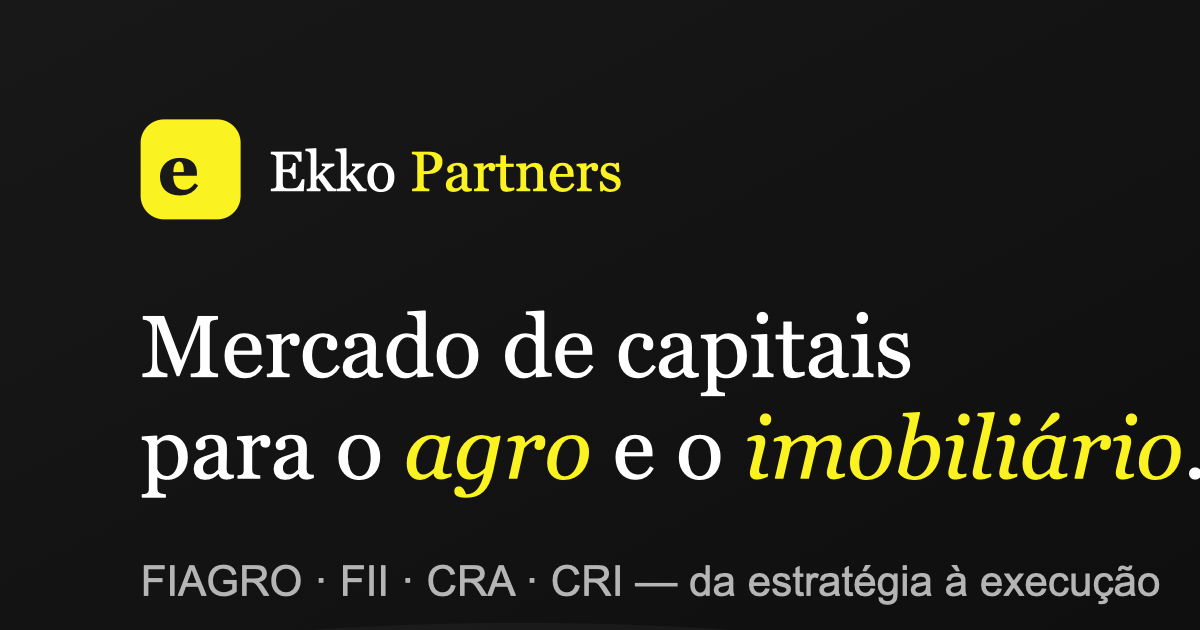 e
Ekko Partners
Mercado de capitais
para o agro e o imobiliário.
FIAGRO · FII · CRA · CRI — da estratégia à execução